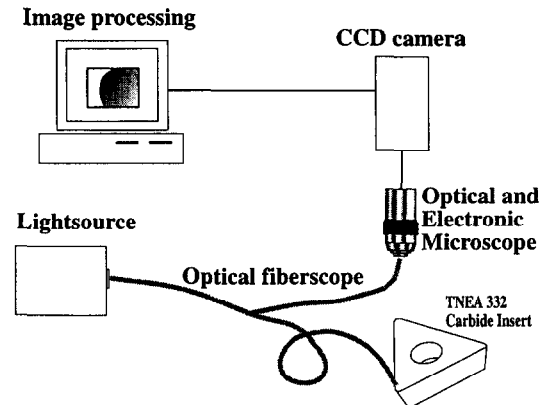 Image processing
CCD camera
Optical and
Electronic
Microscope
Lightsource
Optical fiberscope
TNEA 332
Carbide Insert